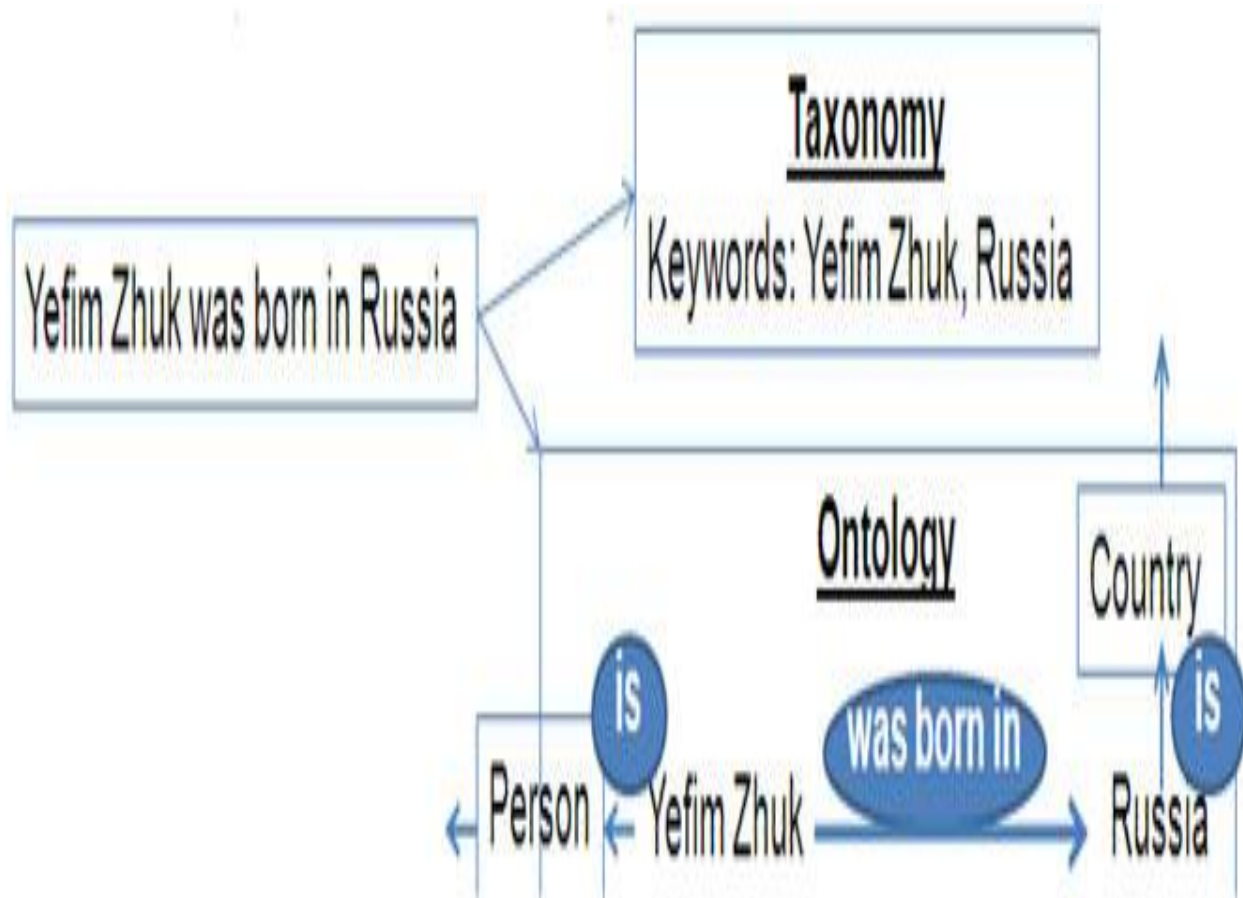 Taxonomy
Keywords: Yefim Zhuk, Russia
Yefim Zhuk was born in Russia
Ontology
Country
is
is
was born in
Person
Yefim Zhuk
Russia